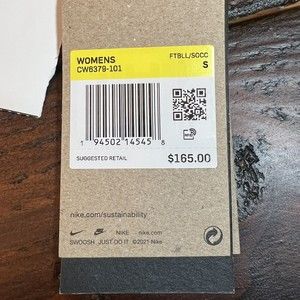 WOMENS
FTBLL/SOCC
CW8379-101
S
1 94502 14545 8
SUGGESTED RETAIL
$165.00
nike.com/sustainability
NIKE nike.com
SWOOSH JUST DO IT ©2021 Nike